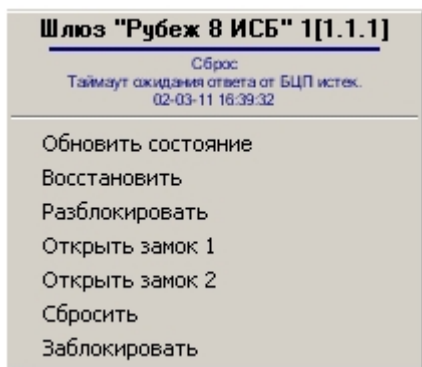 Шлюз "Рубеж 8 ИСБ" 1[1.1.1]
Сброс
Таймаут ожидания ответа от БЦП истек.
02-03-11 16:39:32
Обновить состояние
Восстановить
Разблокировать
Открыть замок 1
Открыть замок 2
Сбросить
Заблокировать